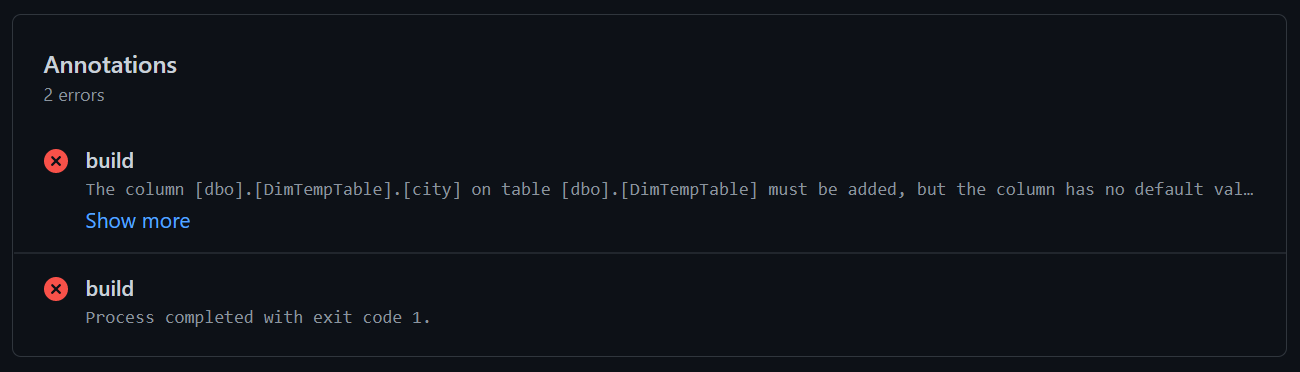 Annotations
2 errors
build
The column [dbo].[DimTempTable].[city] on table [dbo].[DimTempTable] must be added, but the column has no default val…
Show more
build
Process completed with exit code 1.